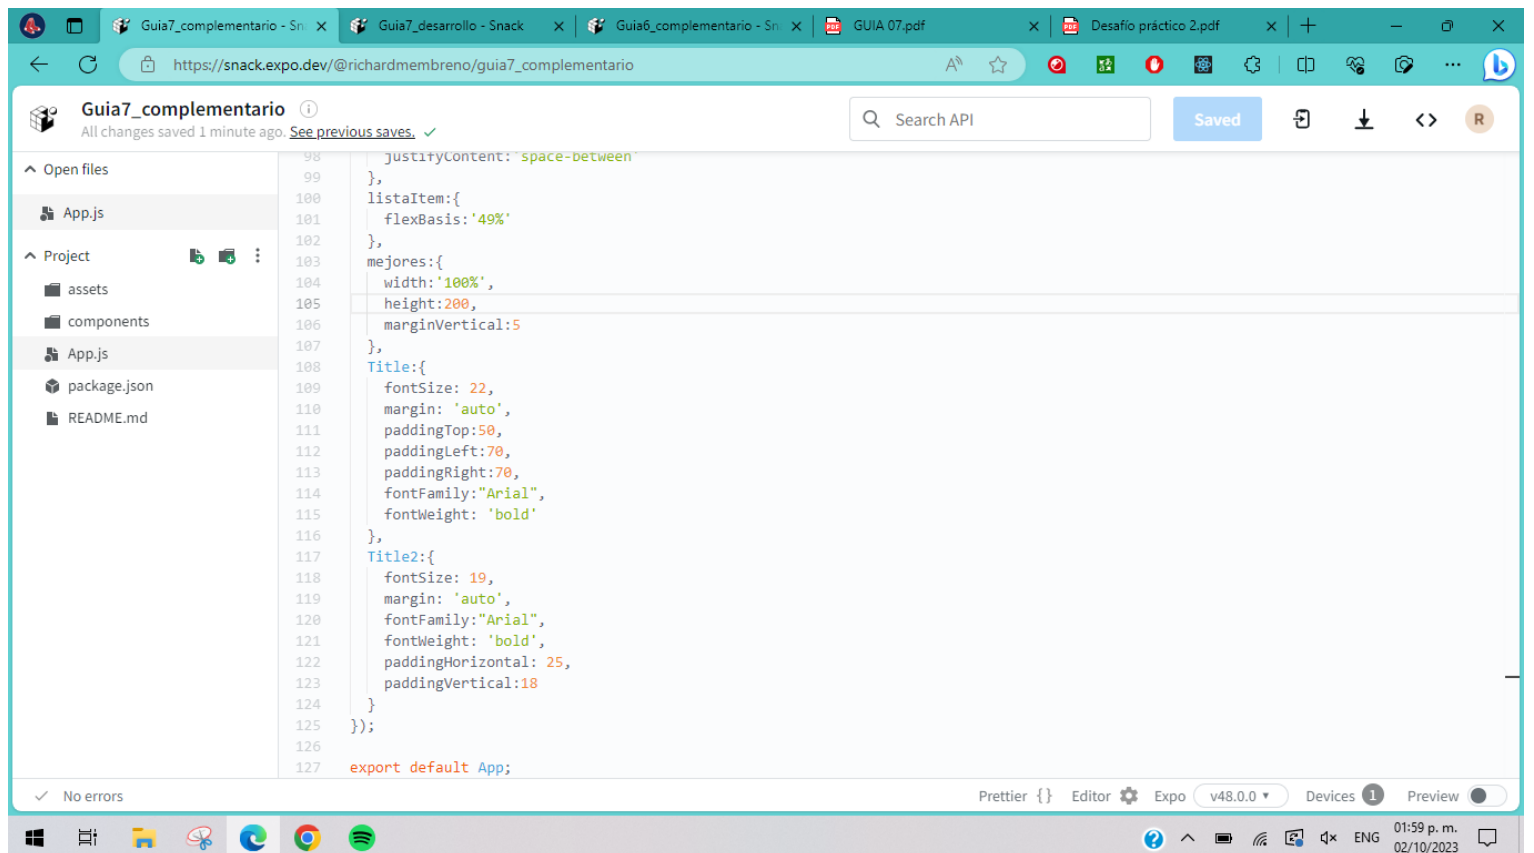 Guia7_complementario - Sn
Guia7_desarrollo - Snack
Guia6_complementario - Sn
GUIA 07.pdf
Desafío práctico 2.pdf
https://snack.expo.dev/@richardmembreno/guia7_complementario
Guia7_complementario
All changes saved 1 minute ago. See previous saves.
Search API
Saved
R
Open files
App.js
Project
assets
components
App.js
package.json
README.md
98 justifyContent:'space-between'
99 },
100 listaItem:{
101 flexBasis:'49%'
102 },
103 mejores:{
104 width:'100%',
105 height:200,
106 marginVertical:5
107 },
108 Title:{
109 fontSize: 22,
110 margin: 'auto',
111 paddingTop:50,
112 paddingLeft:70,
113 paddingRight:70,
114 fontFamily:"Arial",
115 fontWeight: 'bold'
116 },
117 Title2:{
118 fontSize: 19,
119 margin: 'auto',
120 fontFamily:"Arial",
121 fontWeight: 'bold',
122 paddingHorizontal: 25,
123 paddingVertical:18
124 }
125 });
126
127 export default App;
No errors
Prettier {} Editor Expo v48.0.0 Devices 1 Preview
ENG
01:59 p. m.
02/10/2023